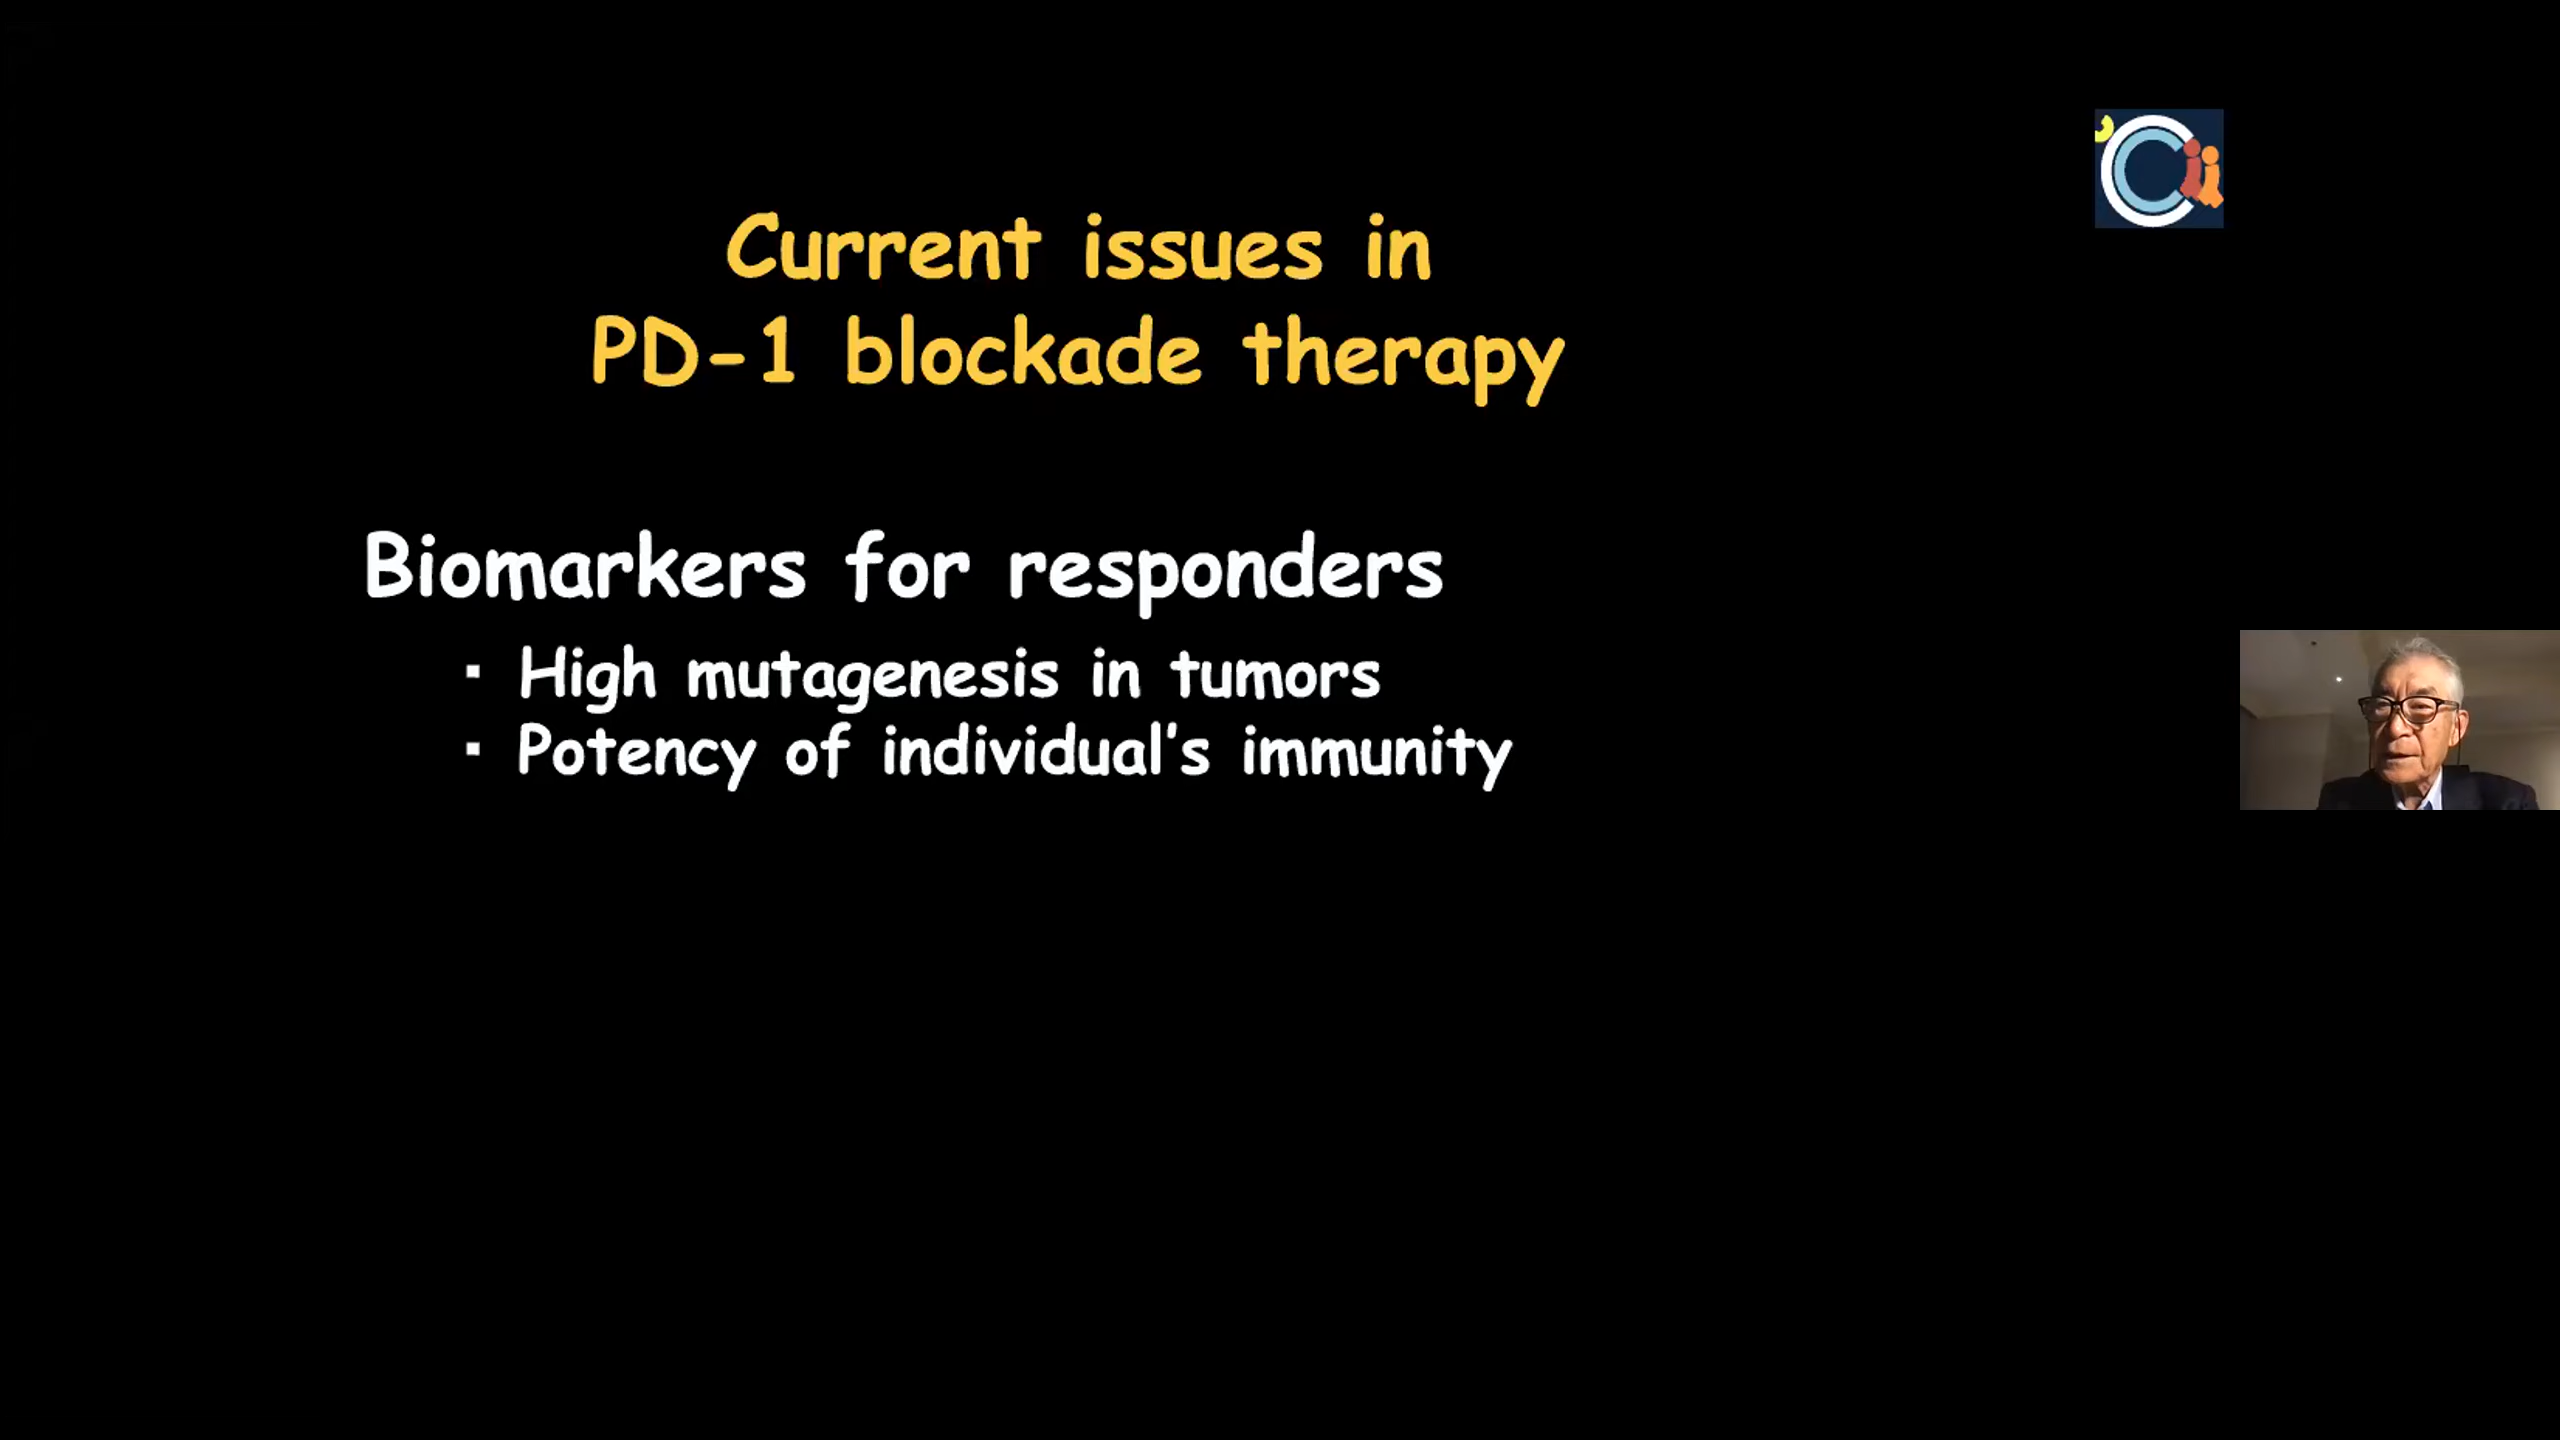 Current issues in
PD-1 blockade therapy
Biomarkers for responders
▪ High mutagenesis in tumors
▪ Potency of individual's immunity